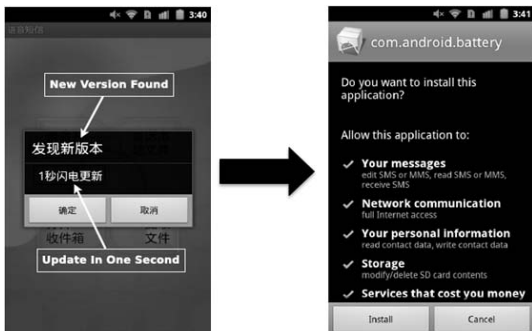 3:40
语音短信
New Version Found
发现新版本
1秒闪电更新
确定
取消
收件箱
文件
Update In One Second
3:41
com.android.battery
Do you want to install this
application?
Allow this application to:
Your messages
edit SMS or MMS, read SMS or MMS,
receive SMS
Network communication
full Internet access
Your personal information
read contact data, write contact data
Storage
modify/delete SD card contents
Services that cost you money
Install
Cancel